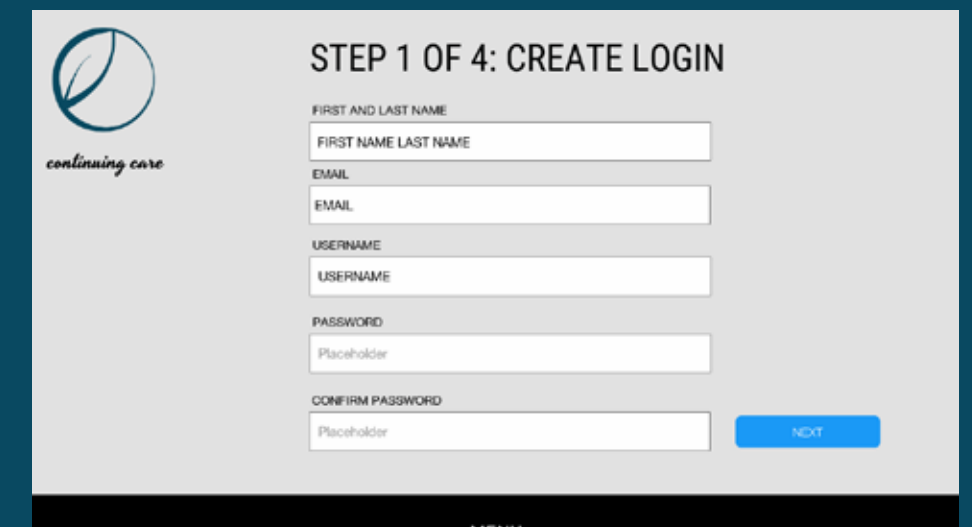 STEP 1 OF 4: CREATE LOGIN
continuing care
FIRST AND LAST NAME
FIRST NAME LAST NAME
EMAIL
EMAIL
USERNAME
USERNAME
PASSWORD
Placeholder
CONFIRM PASSWORD
Placeholder
NEXT
MENU